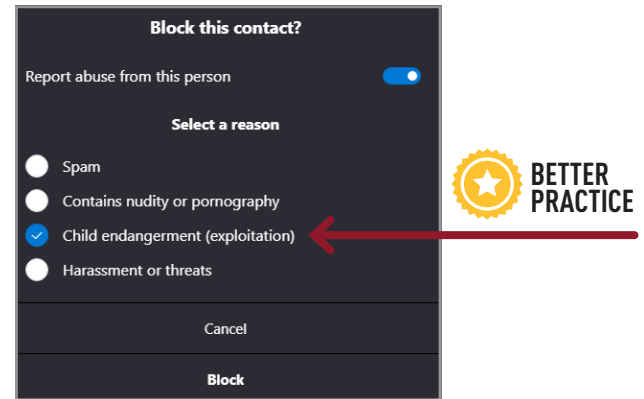 Block this contact?
Report abuse from this person
Select a reason
Spam
Contains nudity or pornography
Child endangerment (exploitation)
Harassment or threats
Cancel
Block
BETTER
PRACTICE